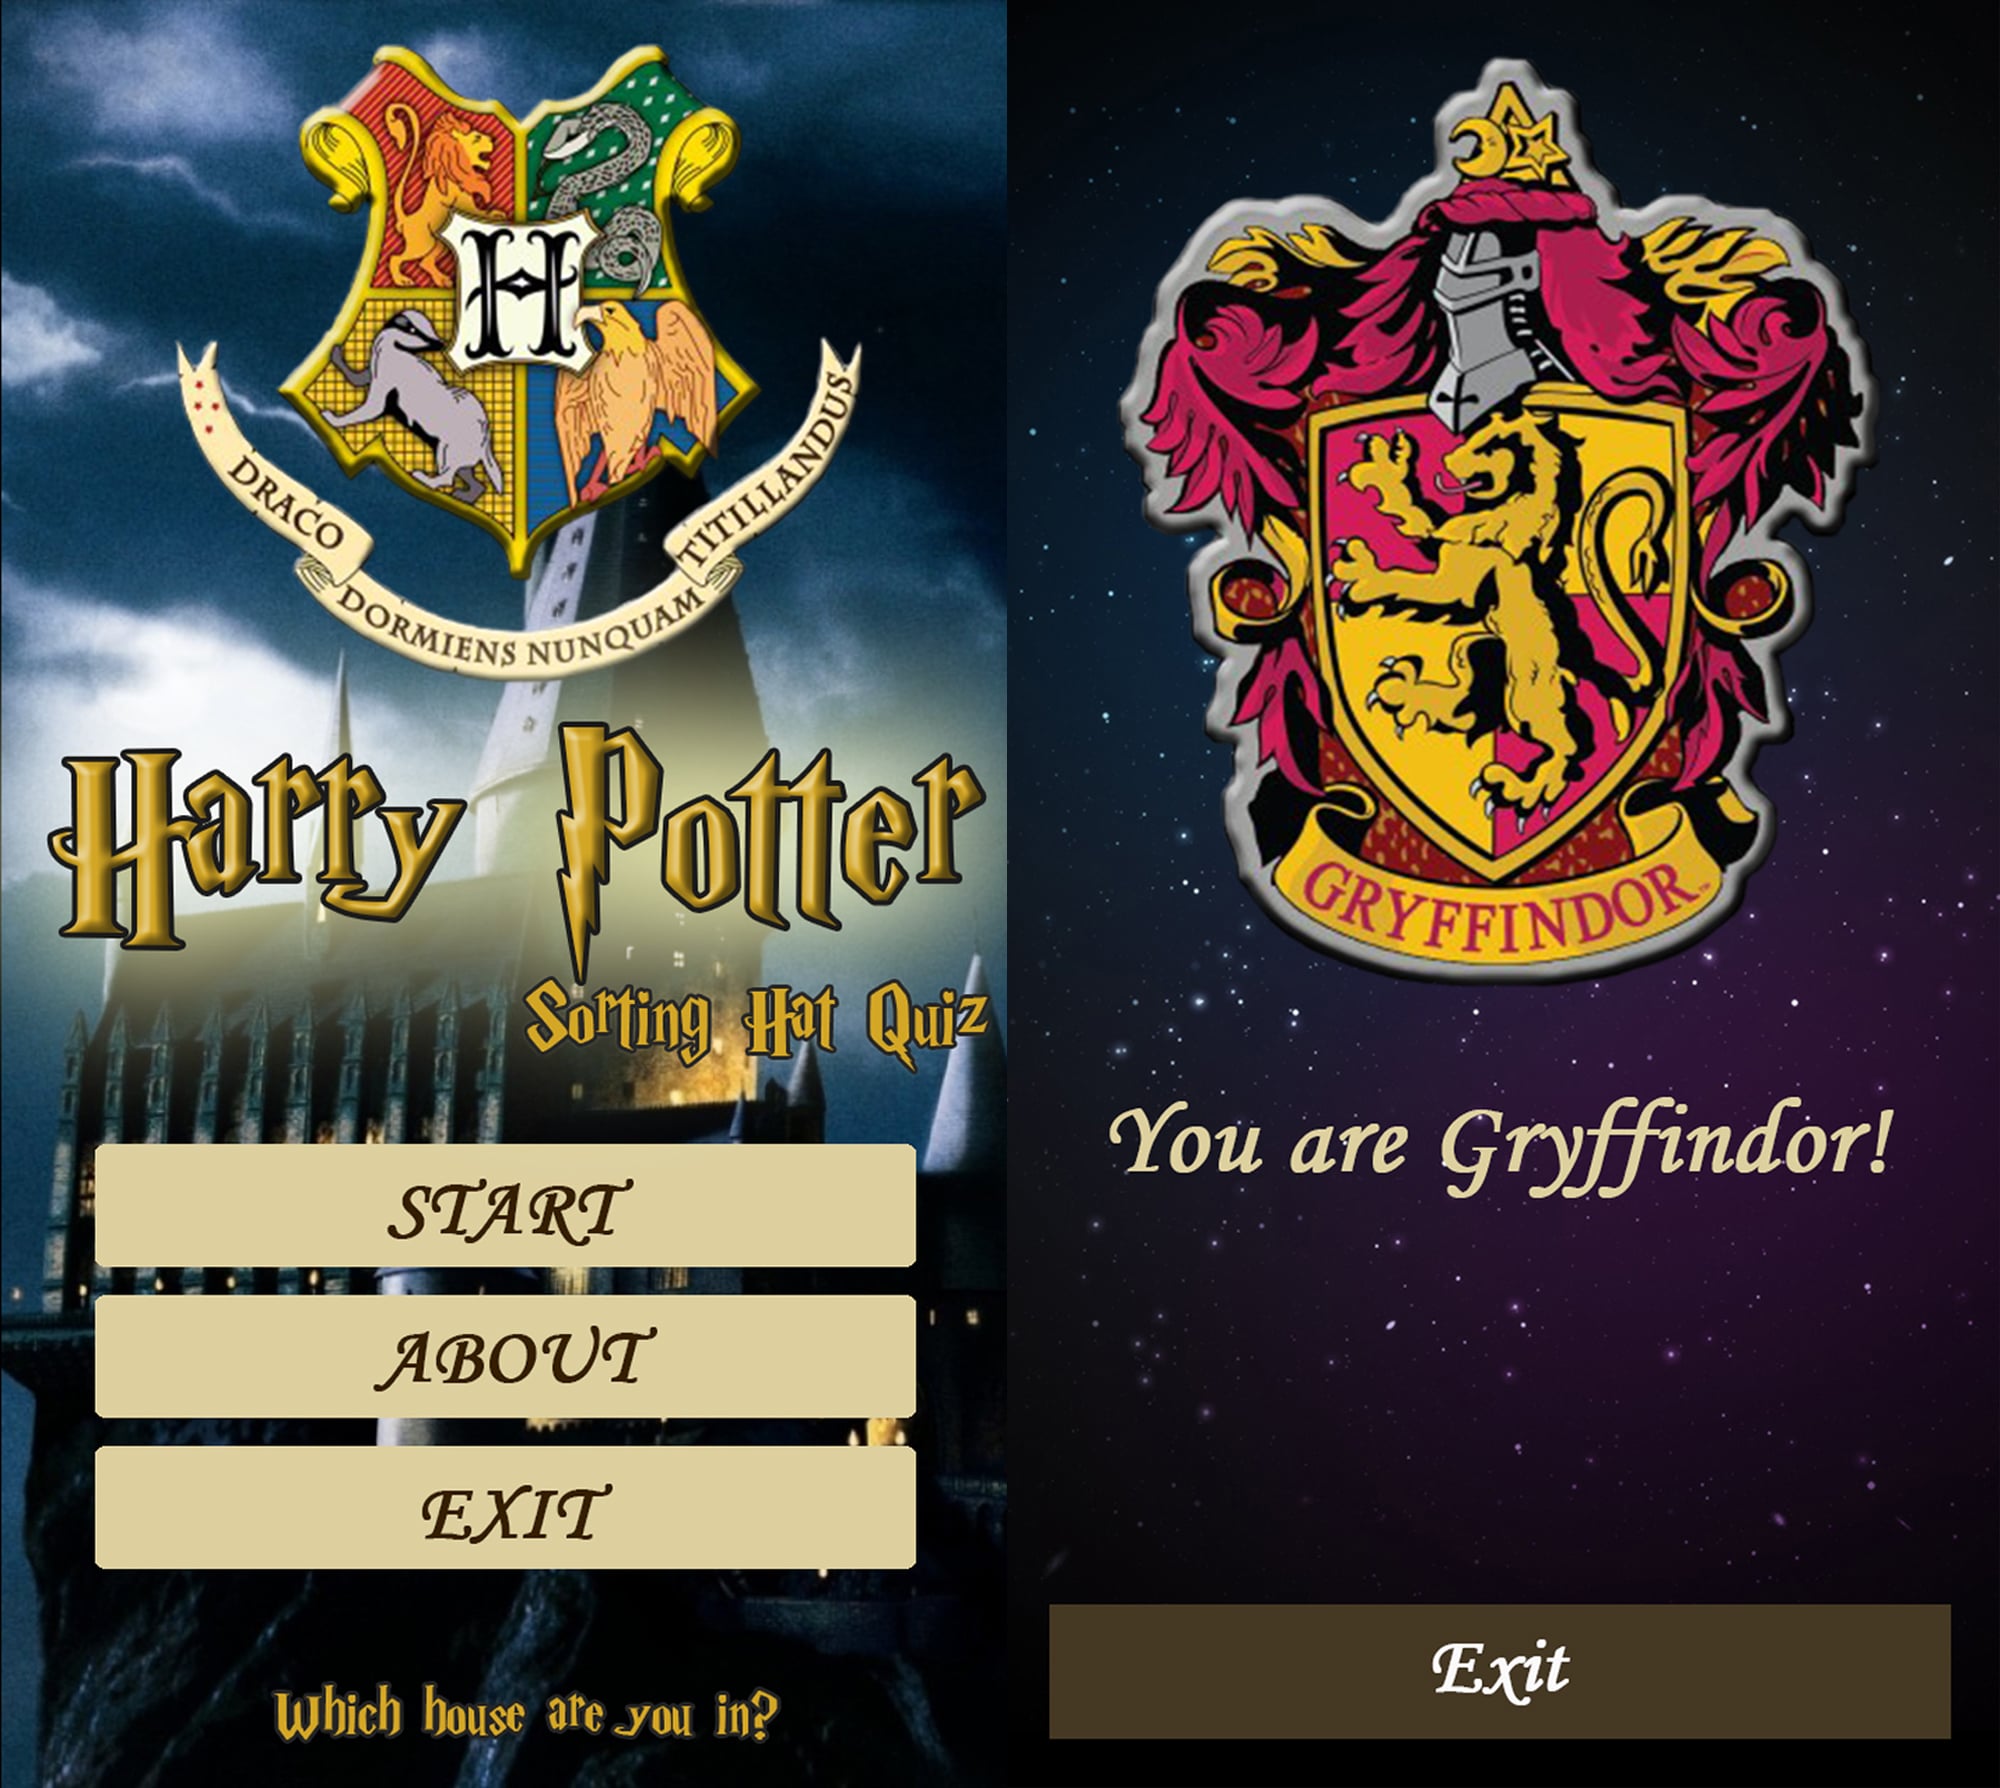 H
DRACO DORMIENS NUNQUAM TITILLANDUS
Harry Potter
Sorting Hat Quiz
START
ABOUT
EXIT
Which house are you in?
GRYFFINDOR™
You are Gryffindor!
Exit